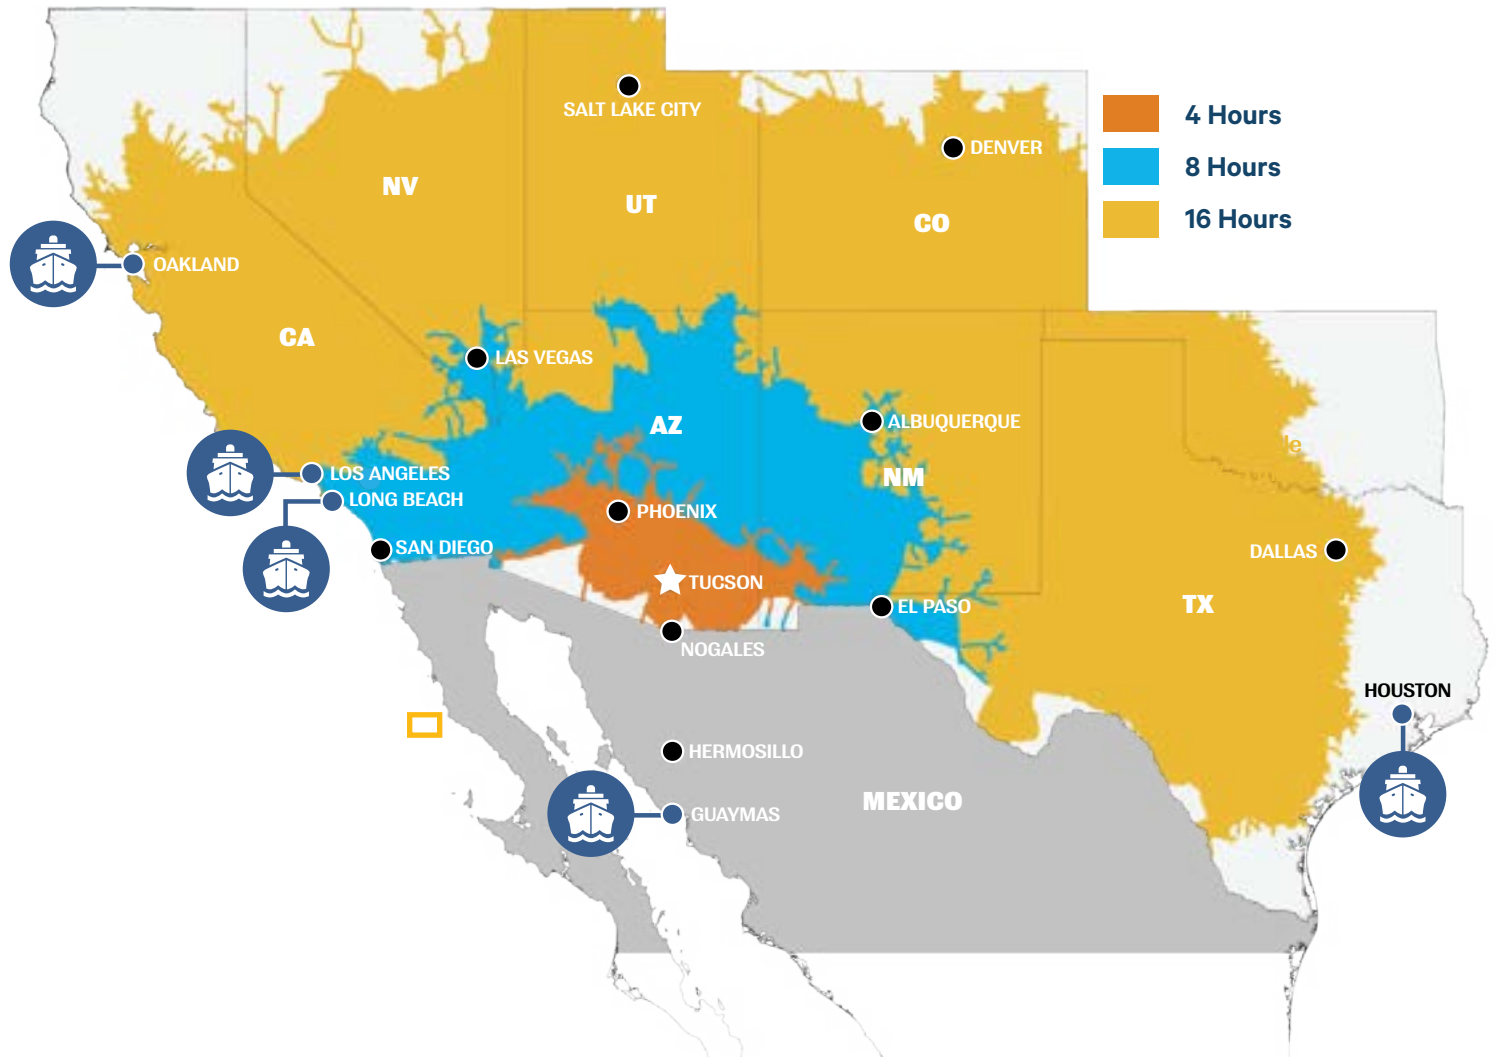 SALT LAKE CITY
DENVER
4 Hours
8 Hours
16 Hours
NV
UT
CO
OAKLAND
CA
LAS VEGAS
AZ
ALBUQUERQUE
NM
LOS ANGELES
LONG BEACH
PHOENIX
SAN DIEGO
DALLAS
TUCSON
EL PASO
TX
NOGALES
HOUSTON
HERMOSILLO
MEXICO
GUAYMAS